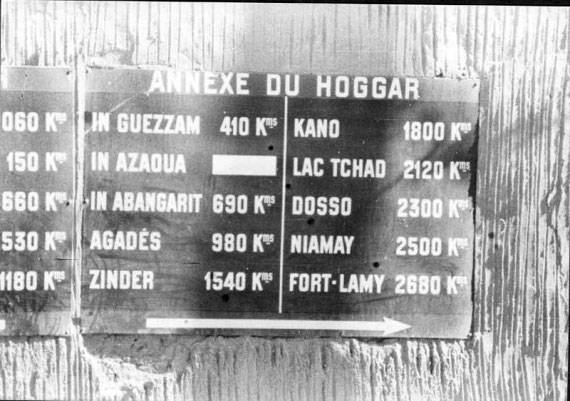 ANNEXE DU HOGGAR
060 Kms
150 Kms
660 Kms
530 Kms
1180 Kms
IN GUEZZAM 410 Kms
IN AZAOUA
IN ABANGARIT 690 Kms
AGADÉS 980 Kms
ZINDER 1540 Kms
KANO 1800 Kms
LAC TCHAD 2120 Kms
DOSSO 2300 Kms
NIAMAY 2500 Kms
FORT-LAMY 2680 Kms